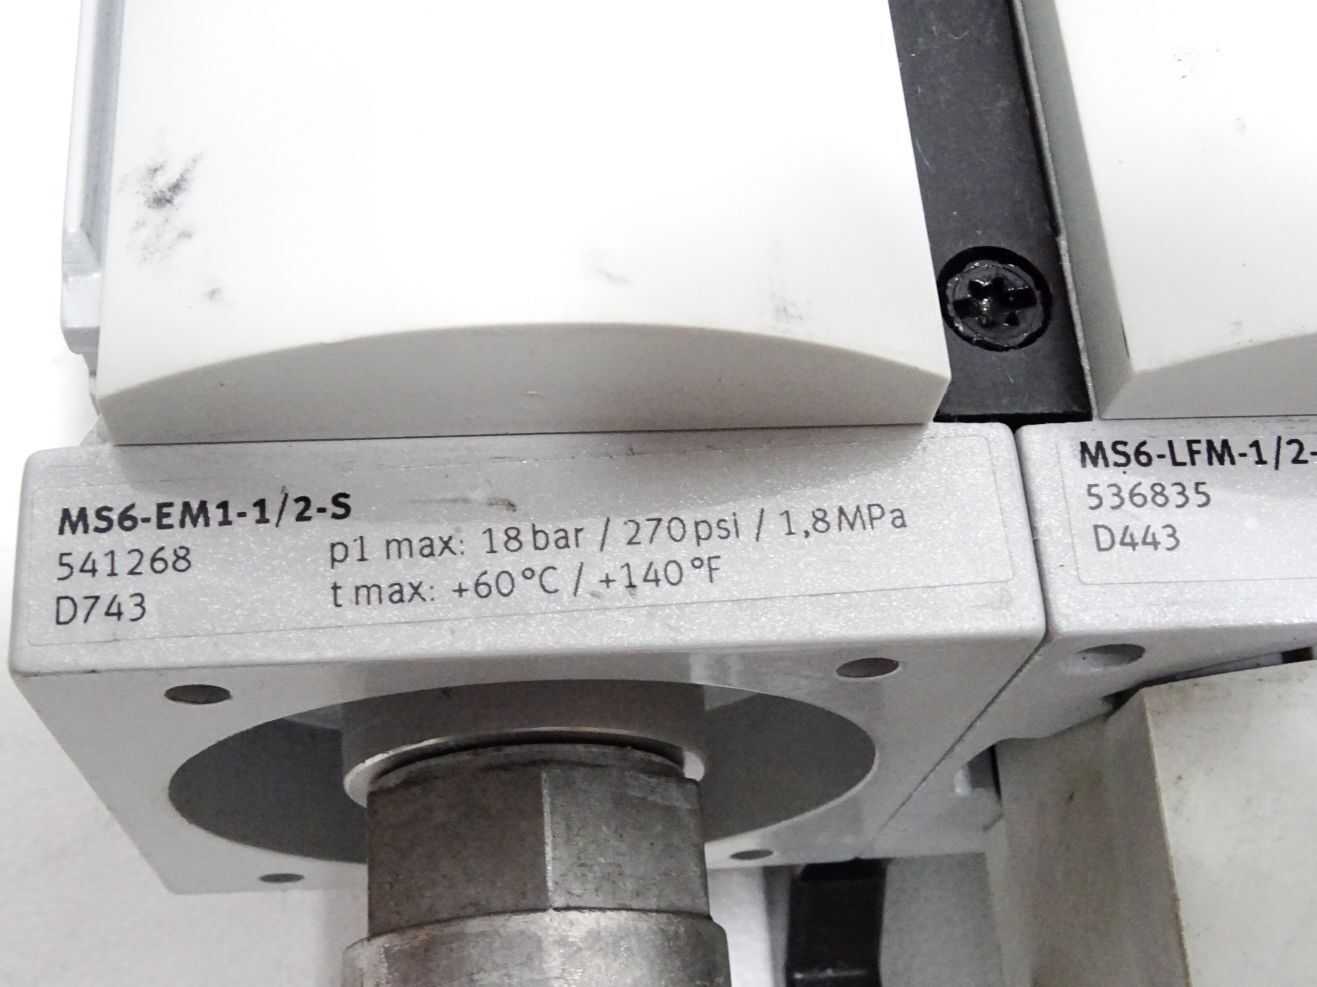 MS6-EM1-1/2-S
541268 p1 max: 18 bar / 270 psi / 1,8 MPa
D743 t max: +60°C / +140°F
MS6-LFM-1/2-
536835
D443